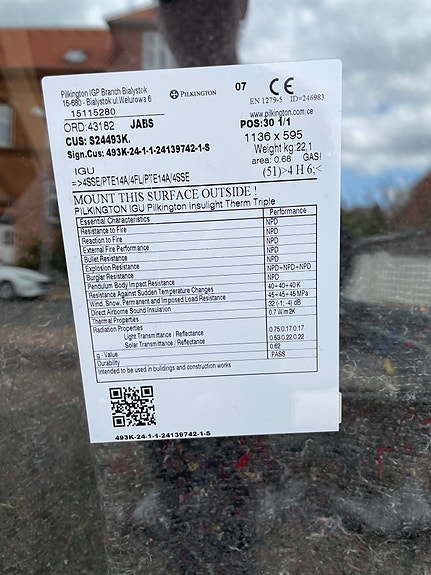 Pilkington IGP Branch Bialystok
15-680 - Bialystok ul.Welurowa 6
15115280
PILKINGTON
07 CE
EN 1279-5 ID=246983
www.pilkington.com/ce
ORD:43182 JABS
POS:30 1/1
CUS: S24493K.
1136 x 595
Sign.Cus: 493K-24-1-1-24139742-1-S
Weight kg:22,1
area: 0.68 GAS!
IGU
(51)>4 H 6;<
=>4SSE/PTE14A/4FL/PTE14A/4SSE
MOUNT THIS SURFACE OUTSIDE !
PILKINGTON IGU Pilkington Insulight Therm Triple
Essential Characteristics Performance
Resistance to Fire NPD
Reaction to Fire NPD
External Fire Performance NPD
Bullet Resistance NPD
Explosion Resistance NPD
Burglar Resistance NPD+NPD+NPD
Pendulum Body Impact Resistance NPD
Resistance Against Sudden Temperature Changes 40+40+40 K
Wind, Snow, Permanent and Imposed Load Resistance 45+45+45 MPa
Direct Airborne Sound Insulation 32 (-1; -4) dB
Thermal Properties 0.7 W/m2K
Radiation Properties
Light Transmittance / Reflectance 0.75/0.17/0.17
Solar Transmittance / Reflectance 0.53/0.22/0.22
g - Value 0.62
Durability PASS
Intended to be used in buildings and construction works
493K-24-1-1-24139742-1-S